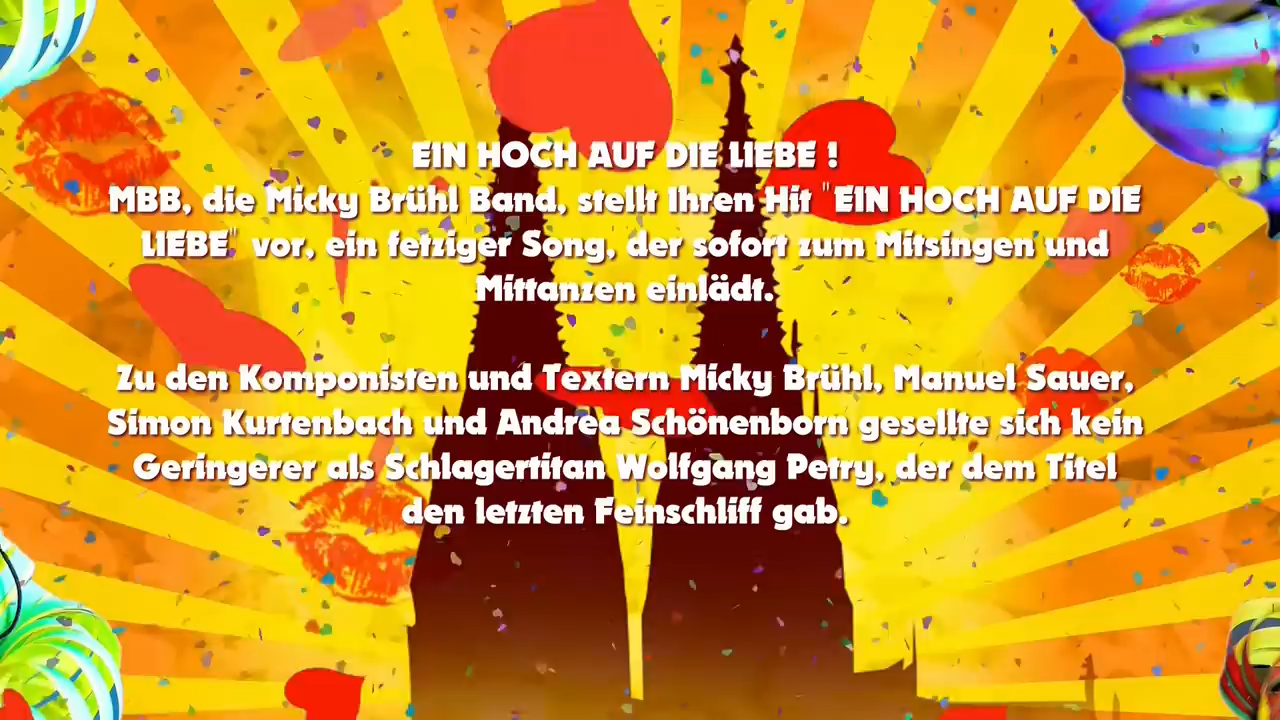 EIN HOCH AUF DIE LIEBE !
MBB, die Micky Brühl Band, stellt Ihren Hit "EIN HOCH AUF DIE
LIEBE" vor, ein fetziger Song, der sofort zum Mitsingen und
Mittanzen einlädt.
Zu den Komponisten und Textern Micky Brühl, Manuel Sauer,
Simon Kurtenbach und Andrea Schönenborn gesellte sich kein
Geringerer als Schlagertitan Wolfgang Petry, der dem Titel
den letzten Feinschliff gab.